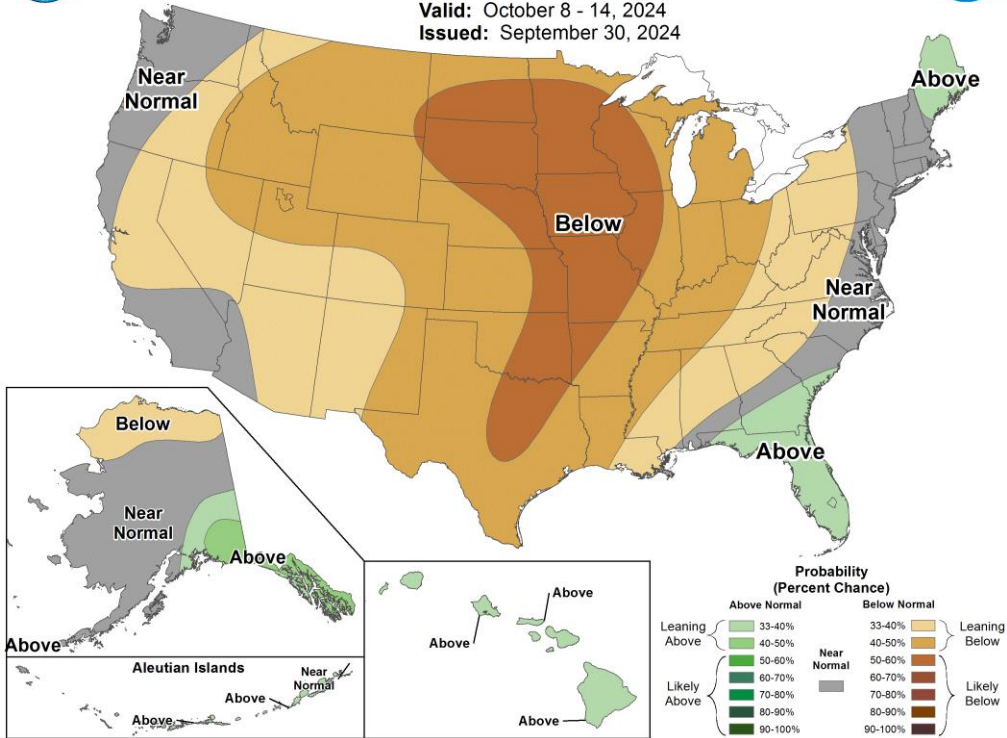 Valid: October 8 - 14, 2024
Issued: September 30, 2024
Near
Normal
Above
Below
Near
Normal
Above
Below
Near
Normal
Above
Above
Aleutian Islands
Near
Normal
Above
Above
Above
Above
Above
Probability
(Percent Chance)
Above Normal
Below Normal
Leaning
Above
33-40%
40-50%
Likely
Above
50-60%
60-70%
70-80%
80-90%
90-100%
Near
Normal
33-40%
40-50%
Leaning
Below
50-60%
60-70%
70-80%
80-90%
90-100%
Likely
Below